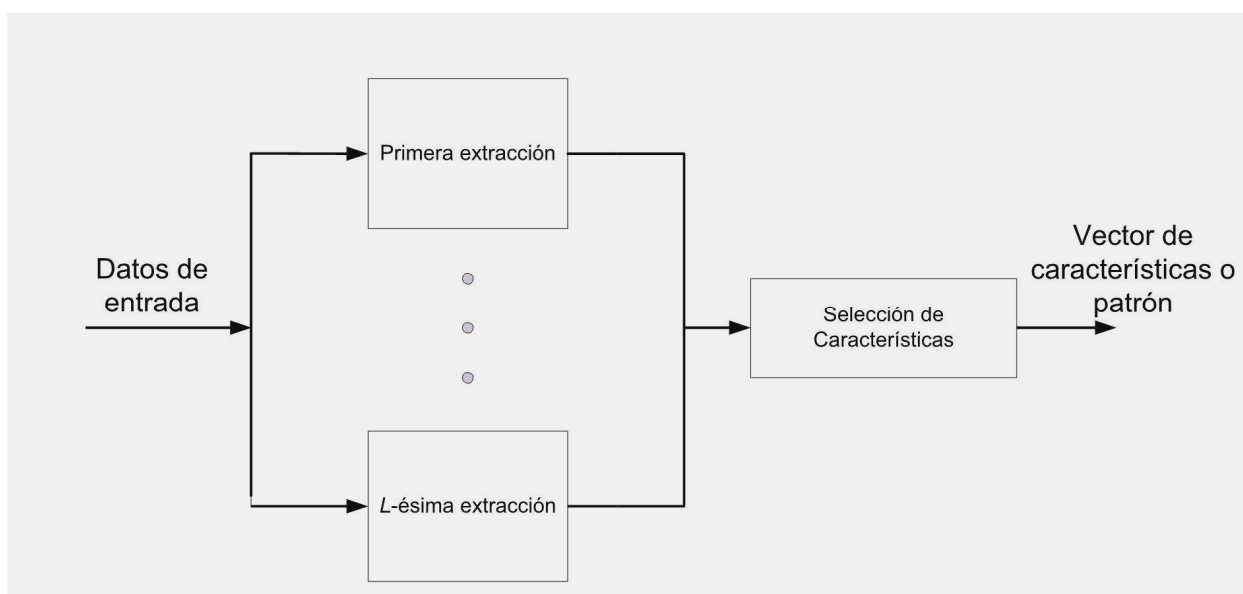 Primera extracción
Datos de
entrada
Vector de
características o
patrón
Selección de
Características
L-ésima extracción